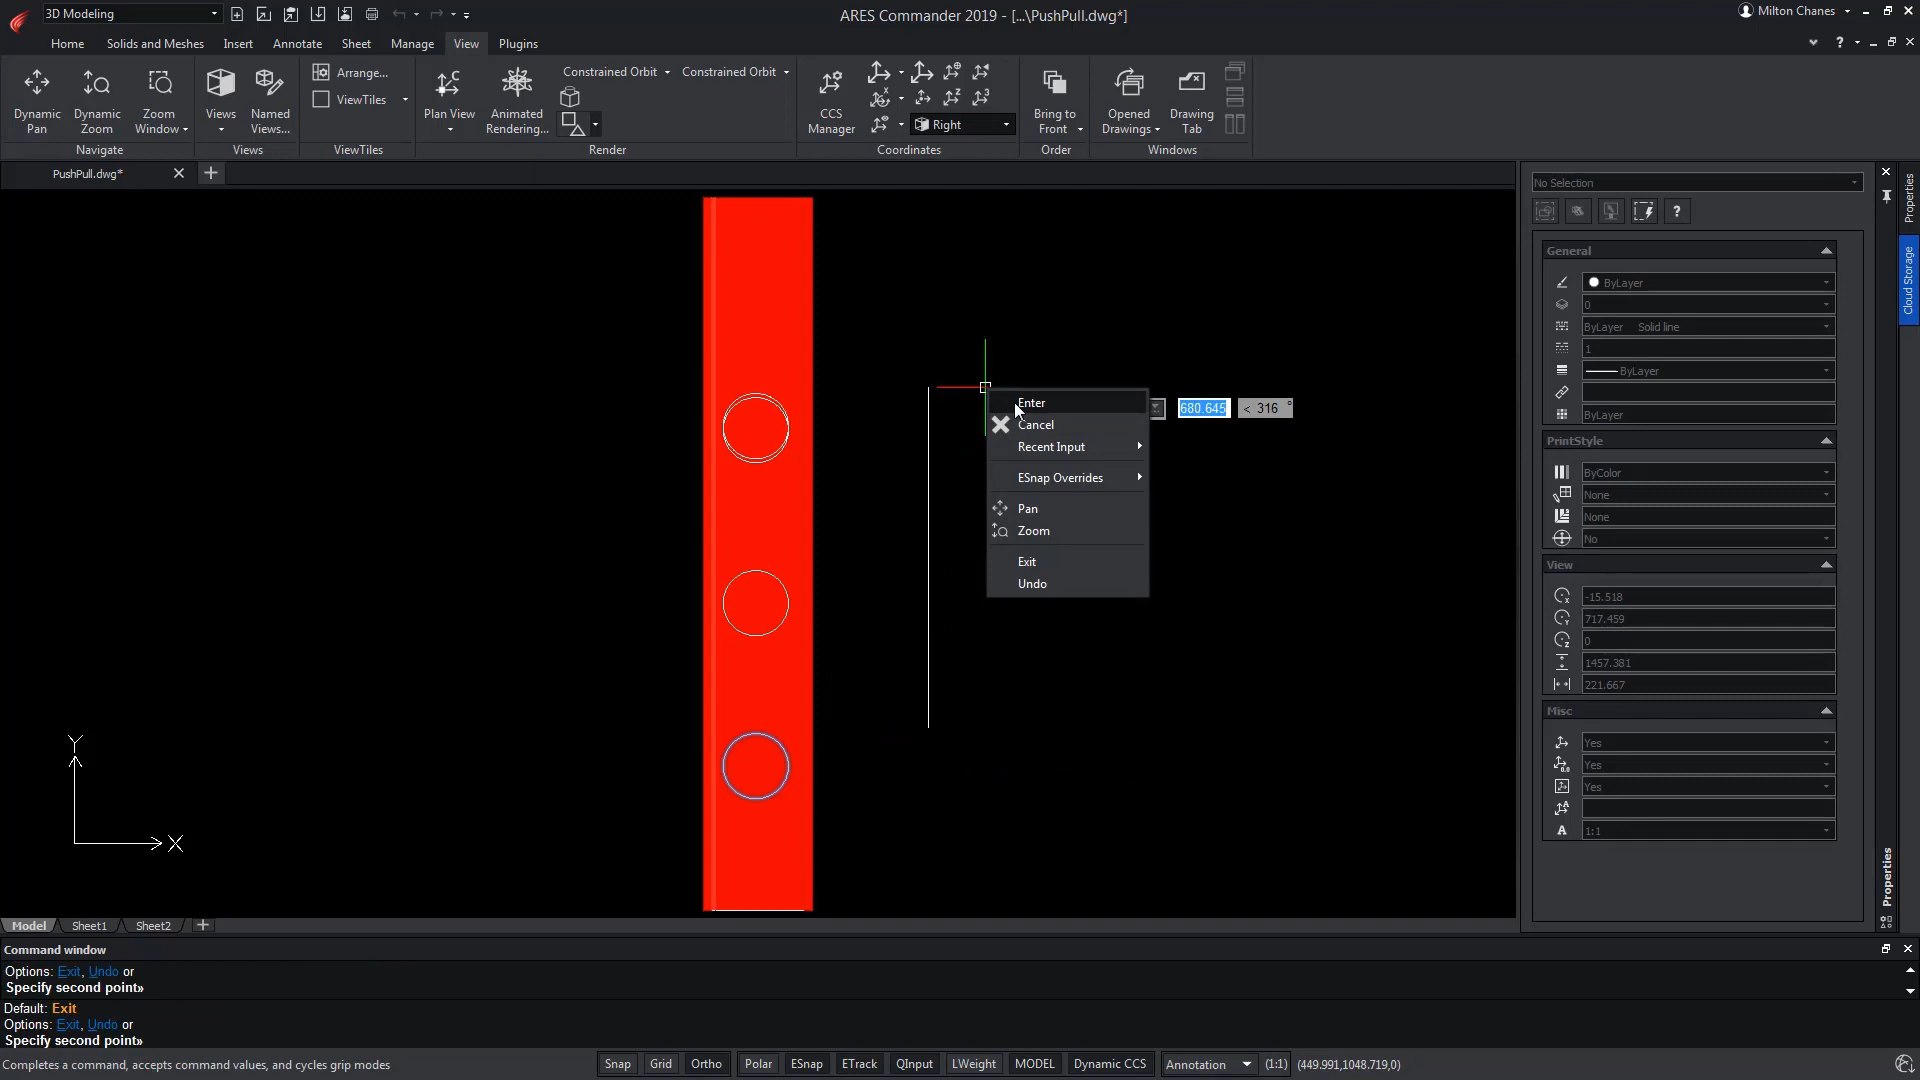 3D Modeling
ARES Commander 2019 - [...\PushPull.dwg*]
Milton Chanes
Home
Solids and Meshes
Insert
Annotate
Sheet
Manage
View
Plugins
Dynamic Pan
Dynamic Zoom
Zoom Window
Navigate
Views
Named Views...
Views
Arrange...
ViewTiles
ViewTiles
Plan View
Animated Rendering...
Constrained Orbit
Constrained Orbit
Render
CCS Manager
Right
Coordinates
Bring to Front
Order
Opened Drawings
Drawing Tab
Windows
PushPull.dwg*
Enter
Cancel
Recent Input
ESnap Overrides
Pan
Zoom
Exit
Undo
680.645
< 316 °
Y
X
No Selection
General
ByLayer
0
ByLayer Solid line
1
ByLayer
ByLayer
PrintStyle
ByColor
None
None
No
View
-15.518
717.459
0
1457.381
221.667
Misc
Yes
Yes
Yes
1:1
Properties
Cloud Storage
Properties
Model
Sheet1
Sheet2
Command window
Options: Exit, Undo or
Specify second point»
Default: Exit
Options: Exit, Undo or
Specify second point»
Completes a command, accepts command values, and cycles grip modes
Snap
Grid
Ortho
Polar
ESnap
ETrack
QInput
LWeight
MODEL
Dynamic CCS
Annotation
(1:1)
(449.991,1048.719,0)